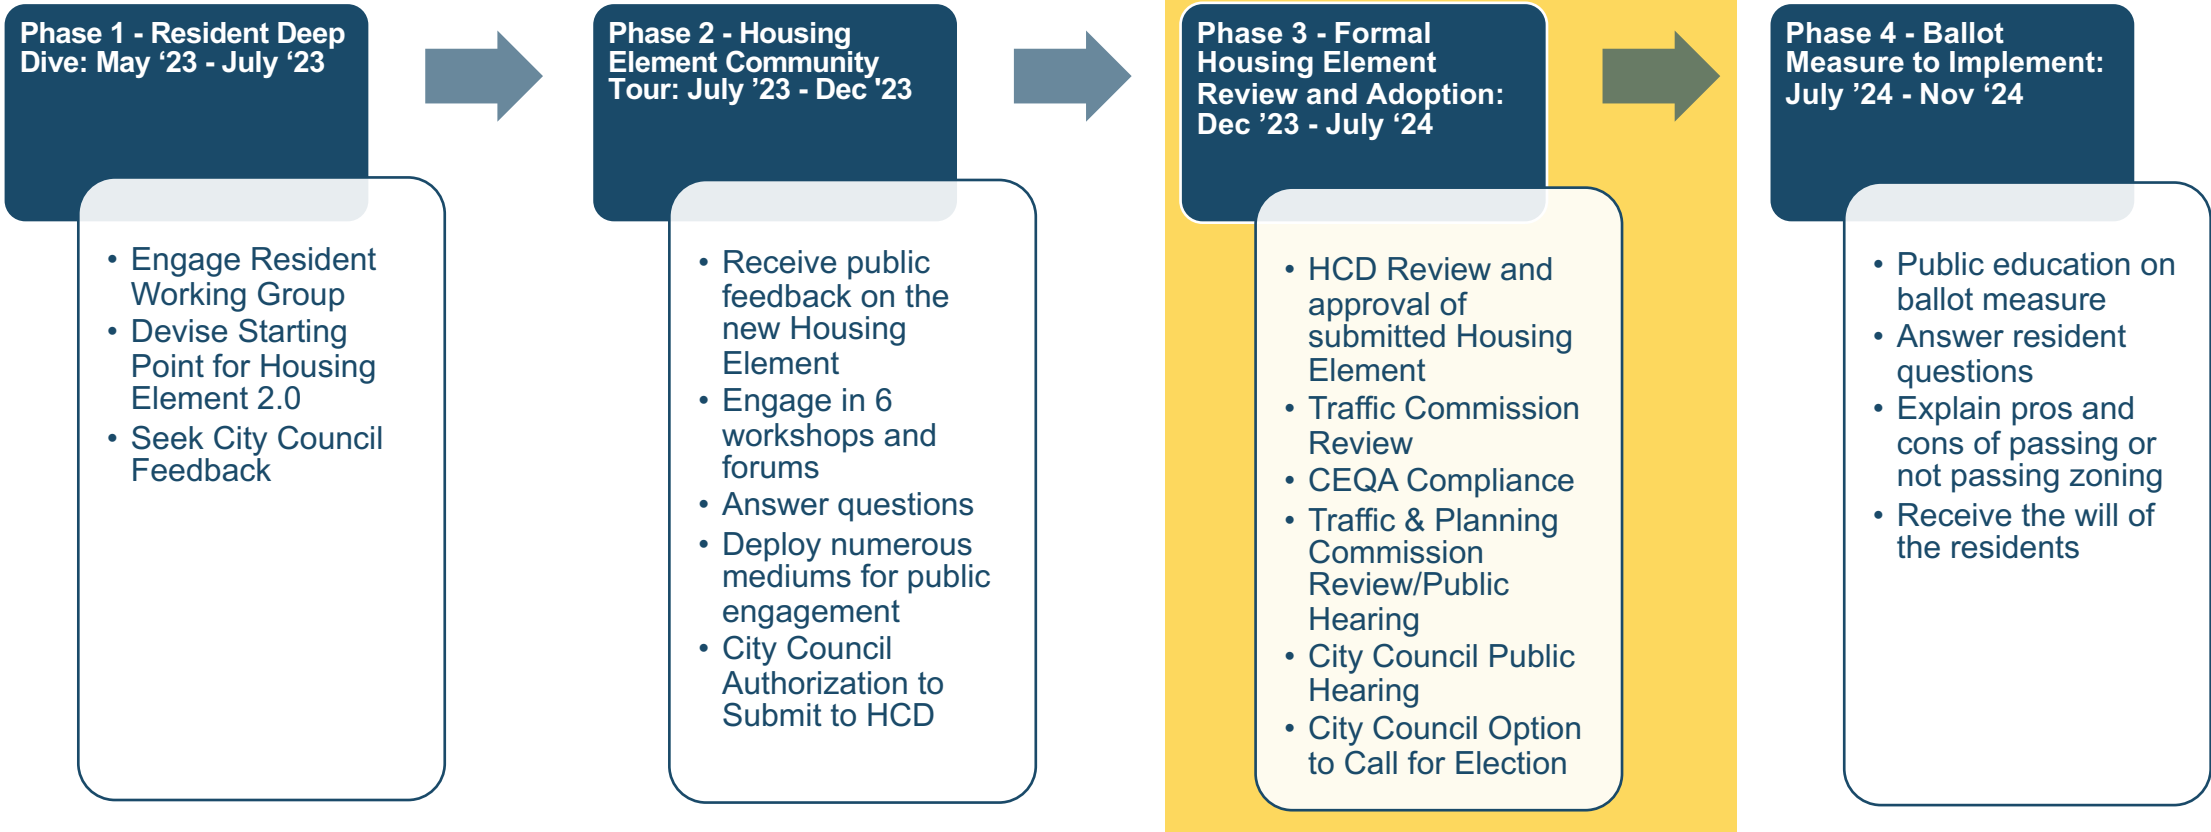 Phase 1 - Resident Deep
Dive: May ‘23 - July ‘23
• Engage Resident
Working Group
• Devise Starting
Point for Housing
Element 2.0
• Seek City Council
Feedback
Phase 2 - Housing
Element Community
Tour: July ’23 - Dec '23
• Receive public
feedback on the
new Housing
Element
• Engage in 6
workshops and
forums
• Answer questions
• Deploy numerous
mediums for public
engagement
• City Council
Authorization to
Submit to HCD
Phase 3 - Formal
Housing Element
Review and Adoption:
Dec ’23 - July ‘24
• HCD Review and
approval of
submitted Housing
Element
• Traffic Commission
Review
• CEQA Compliance
• Traffic & Planning
Commission
Review/Public
Hearing
• City Council Public
Hearing
• City Council Option
to Call for Election
Phase 4 - Ballot
Measure to Implement:
July ’24 - Nov ‘24
• Public education on
ballot measure
• Answer resident
questions
• Explain pros and
cons of passing or
not passing zoning
• Receive the will of
the residents